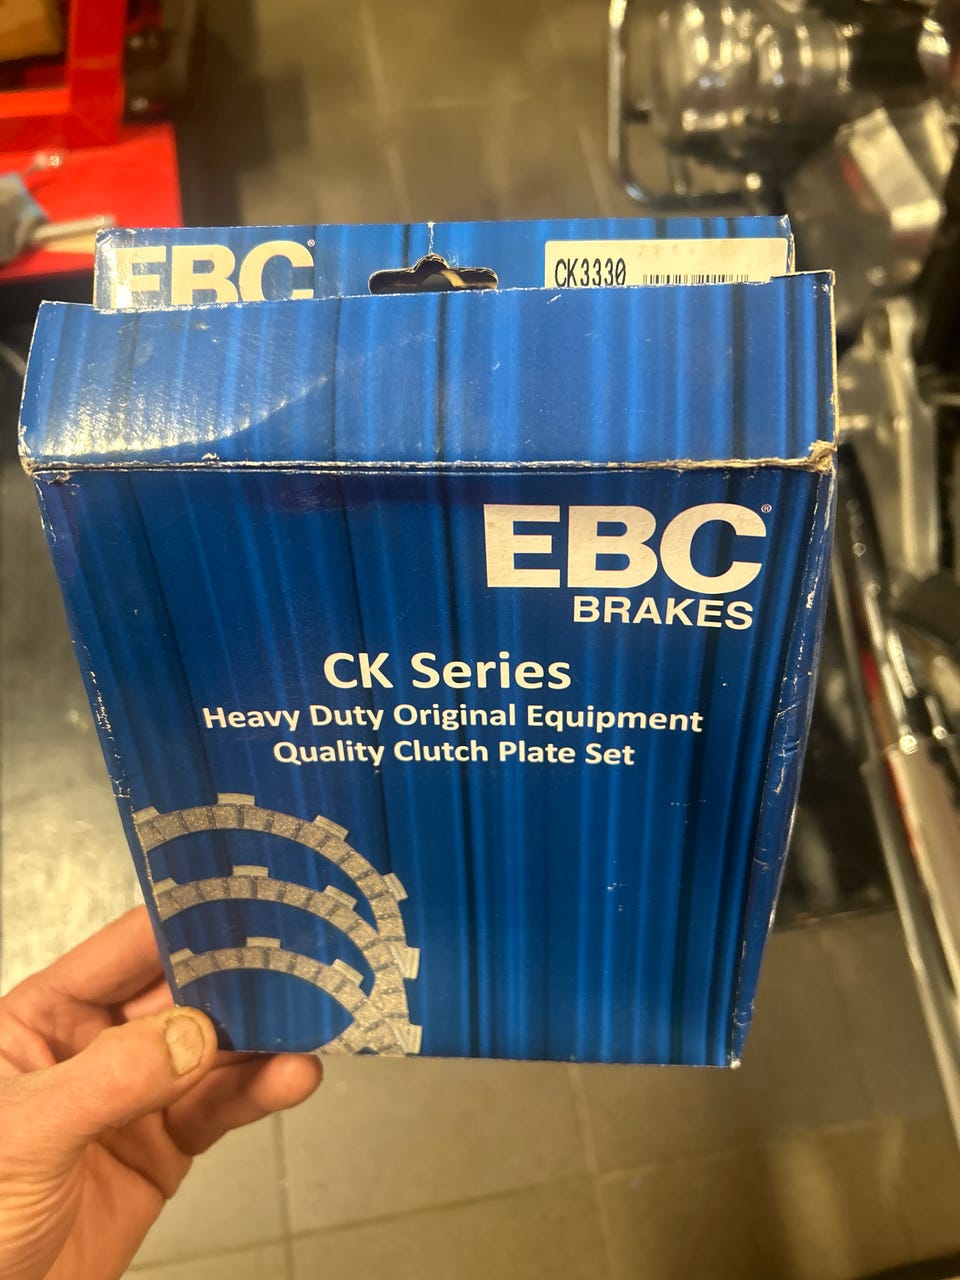 EBC®
CK3330
EBC®
BRAKES
CK Series
Heavy Duty Original Equipment
Quality Clutch Plate Set